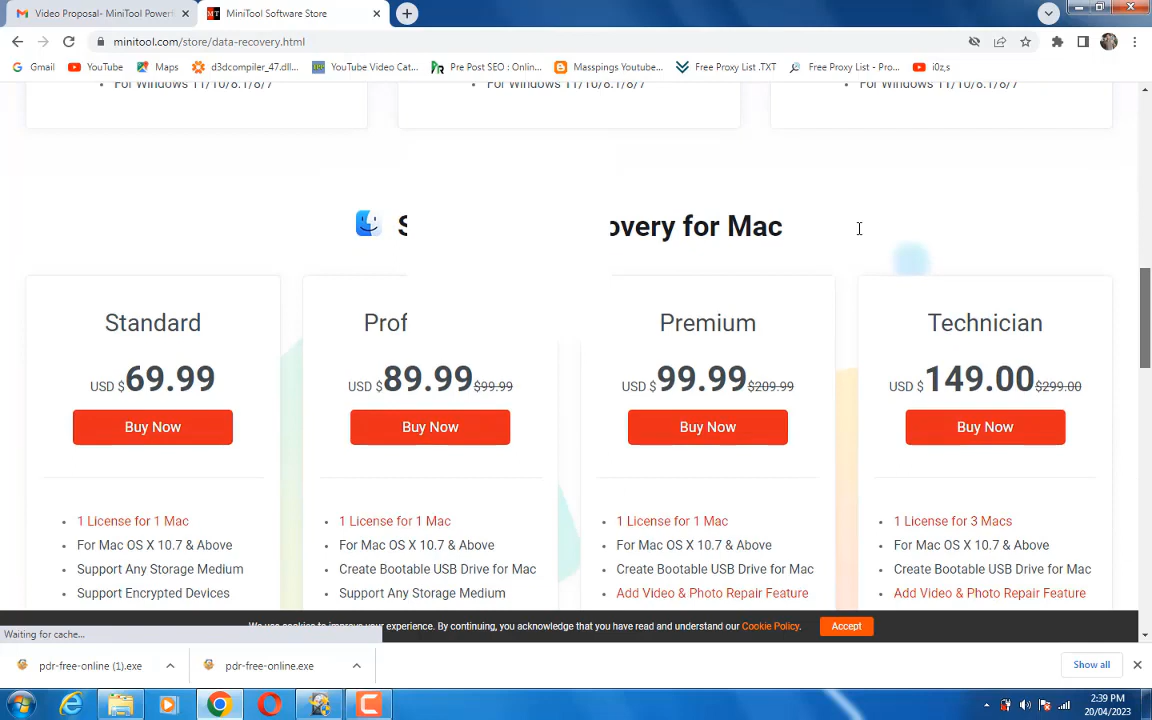 Video Proposal- MiniTool PowerI
MiniTool Software Store
minitool.com/store/data-recovery.html
Gmail
YouTube
Maps
d3dcompiler_47.dll...
YouTube Video Cat...
Pre Post SEO : Onlin...
Masspings Youtube...
Free Proxy List .TXT
Free Proxy List - Pro...
i0z,s
For Windows 11/10/8.1/8/7
For Windows 11/10/8.1/8/7
For Windows 11/10/8.1/8/7
S overy for Mac
Standard
USD $69.99
Buy Now
1 License for 1 Mac
For Mac OS X 10.7 & Above
Support Any Storage Medium
Support Encrypted Devices
Prof
USD $89.99 $99.99
Buy Now
1 License for 1 Mac
For Mac OS X 10.7 & Above
Create Bootable USB Drive for Mac
Support Any Storage Medium
Premium
USD $99.99 $209.99
Buy Now
1 License for 1 Mac
For Mac OS X 10.7 & Above
Create Bootable USB Drive for Mac
Add Video & Photo Repair Feature
Technician
USD $149.00 $299.00
Buy Now
1 License for 3 Macs
For Mac OS X 10.7 & Above
Create Bootable USB Drive for Mac
Add Video & Photo Repair Feature
We use cookies to improve your experience. By continuing, you acknowledge that you have read and understand our Cookie Policy.
Accept
Waiting for cache...
pdr-free-online (1).exe
pdr-free-online.exe
Show all
2:39 PM
20/04/2023